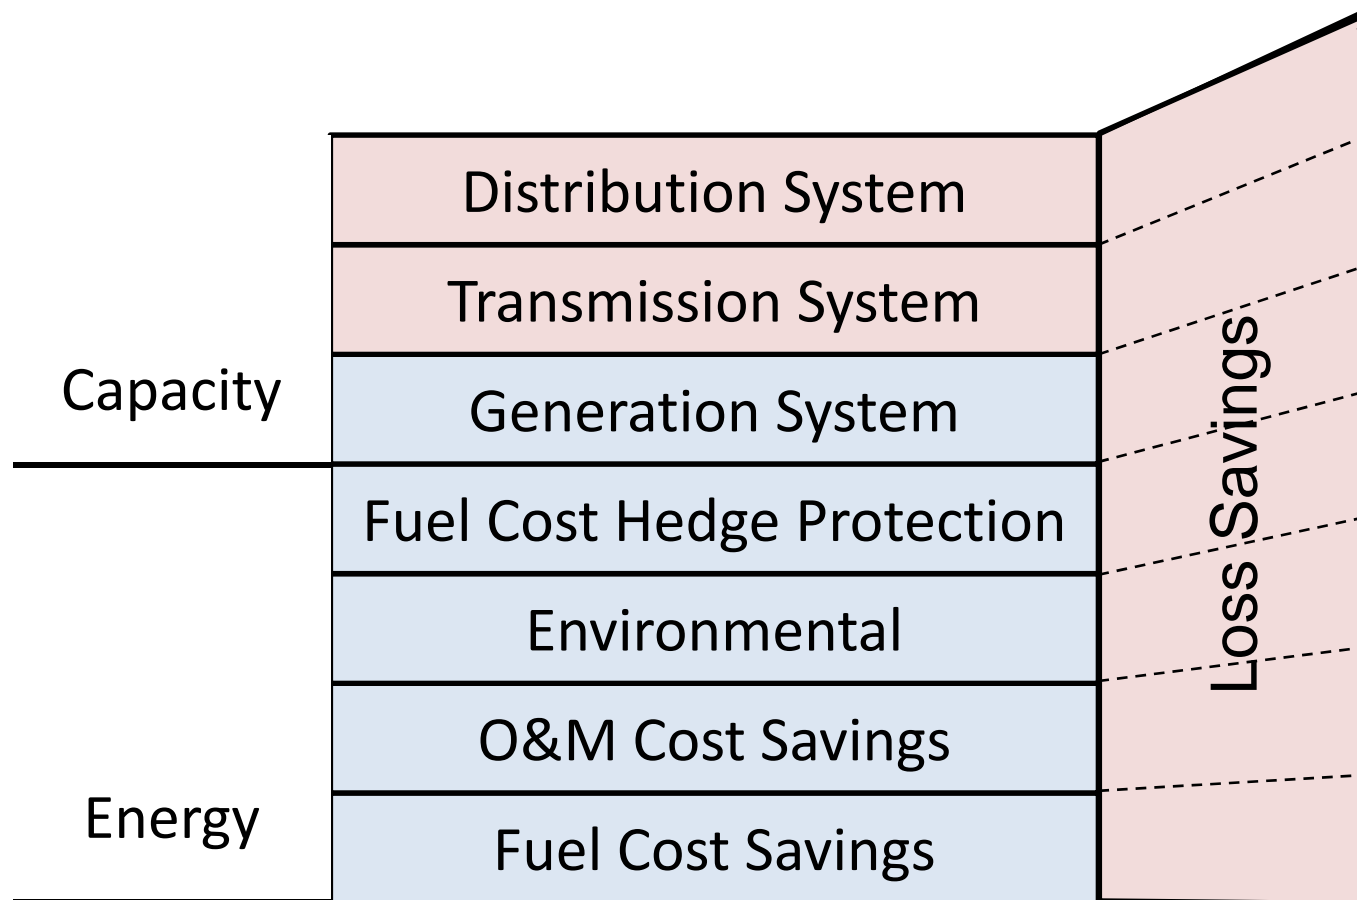 Distribution System
Transmission System
Capacity
Generation System
Fuel Cost Hedge Protection
Environmental
O&M Cost Savings
Energy
Fuel Cost Savings
Loss Savings